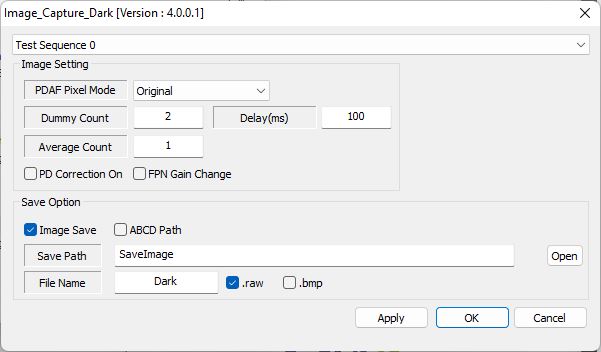 Image_Capture_Dark [Version : 4.0.0.1]
Test Sequence 0
Image Setting
PDAF Pixel Mode Original
Dummy Count 2 Delay(ms) 100
Average Count 1
PD Correction On FPN Gain Change
Save Option
Image Save ABCD Path
Save Path SaveImage Open
File Name Dark .raw .bmp
Apply OK Cancel